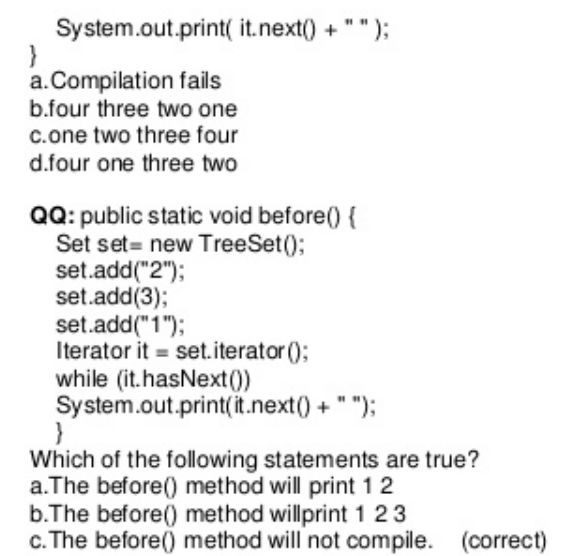 System.out.print( it.next() + " " );
}
a.Compilation fails
b.four three two one
c.one two three four
d.four one three two
QQ: public static void before() {
Set set= new TreeSet();
set.add("2");
set.add(3);
set.add("1");
Iterator it = set.iterator();
while (it.hasNext())
System.out.print(it.next() + " ");
}
Which of the following statements are true?
a.The before() method will print 1 2
b.The before() method willprint 1 2 3
c.The before() method will not compile. (correct)